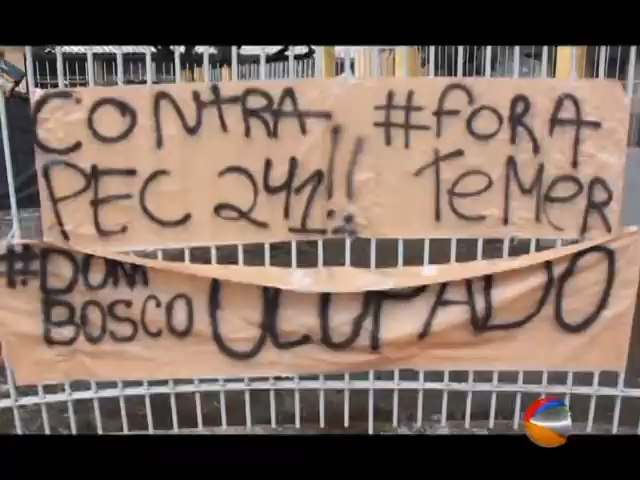 CONTRA
PEC 241!!
#FORA
TEMER
#DOM
BOSCO OCUPADO